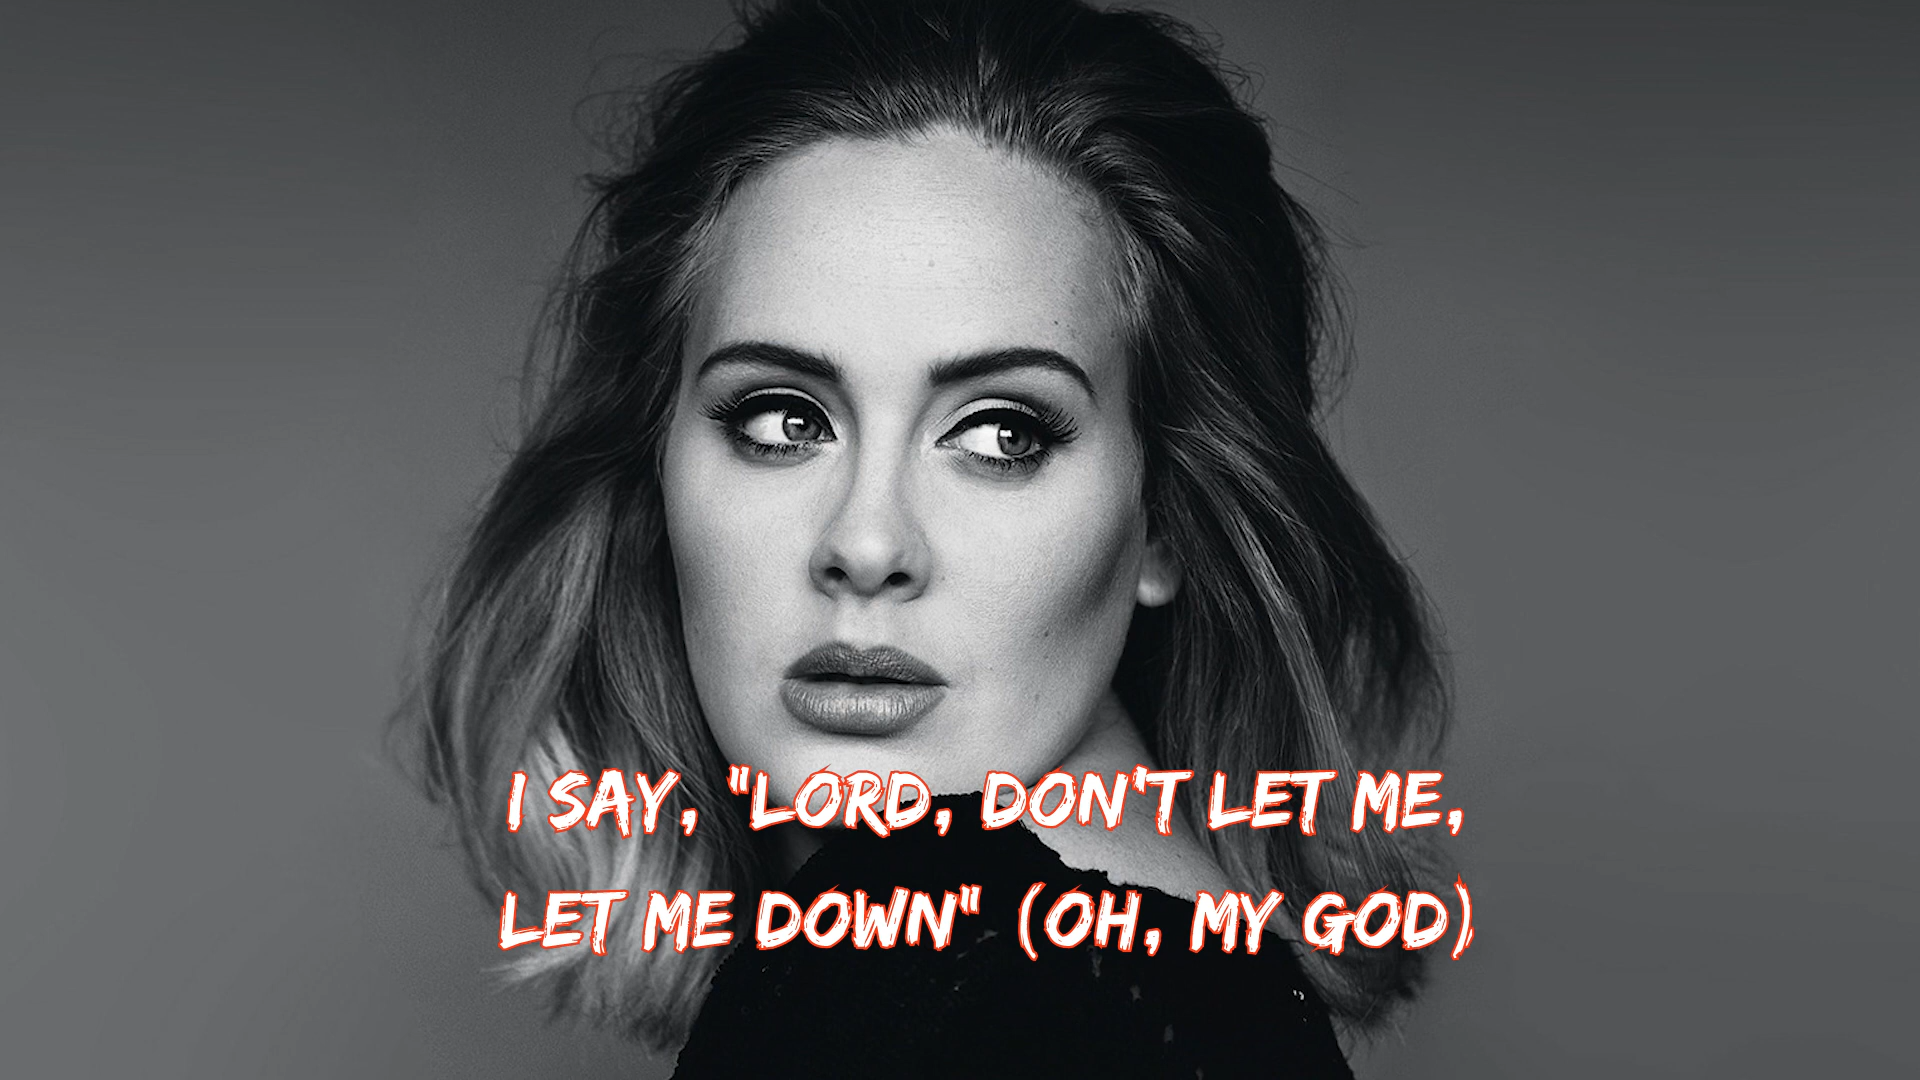 I SAY, "LORD, DON'T LET ME,
LET ME DOWN" (OH, MY GOD)